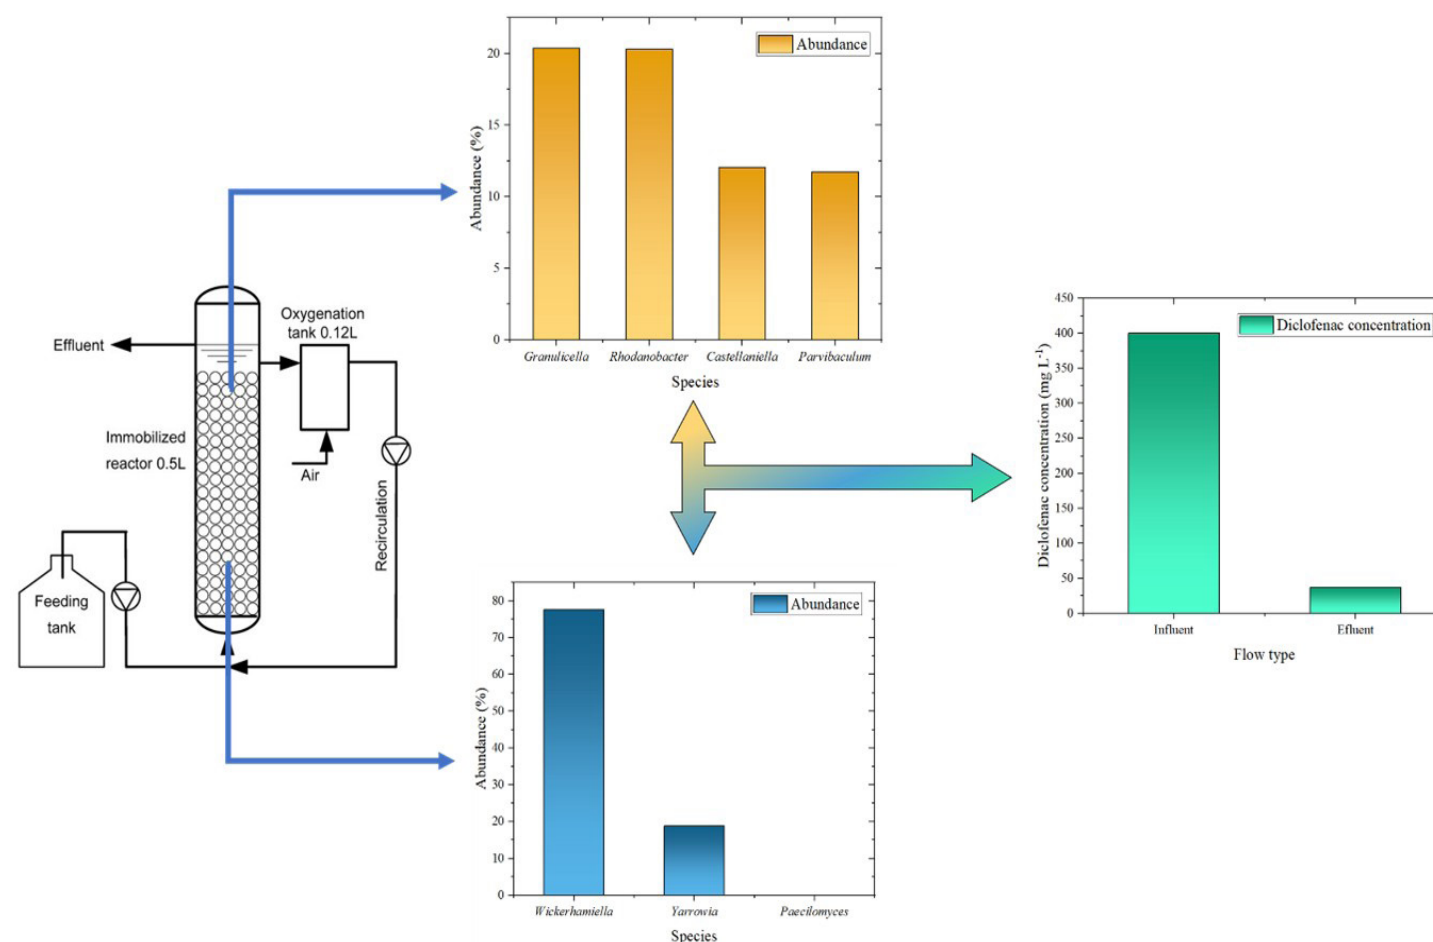 Effluent
Immobilized
reactor 0.5L
Oxygenation
tank 0.12L
Air
Recirculation
Feeding
tank
Abundance
Abundance (%)
20
15
10
5
0
Granulicella
Rhodanobacter
Castellaniella
Parvibaculum
Species
Abundance
Abundance (%)
80
70
60
50
40
30
20
10
0
Wickerhamiella
Yarrowia
Paecilomyces
Species
Diclofenac concentration
Diclofenac concentration (mg L⁻¹)
450
400
350
300
250
200
150
100
50
0
Influent
Efluent
Flow type